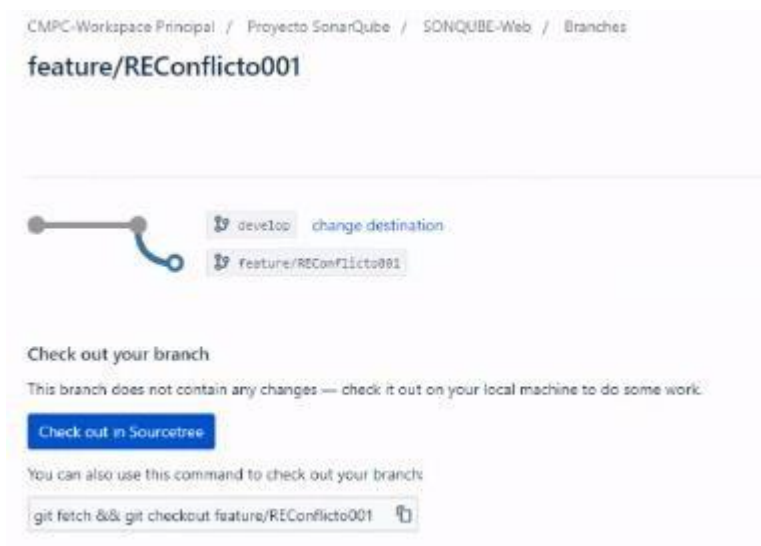 CMPC-Workspace Principal / Proyecto SonarQube / SONQUBE-Web / Branches
feature/REConflicto001
develop change destination
feature/REConflicto001
Check out your branch
This branch does not contain any changes — check it out on your local machine to do some work.
Check out in Sourcetree
You can also use this command to check out your branch:
git fetch && git checkout feature/REConflicto001